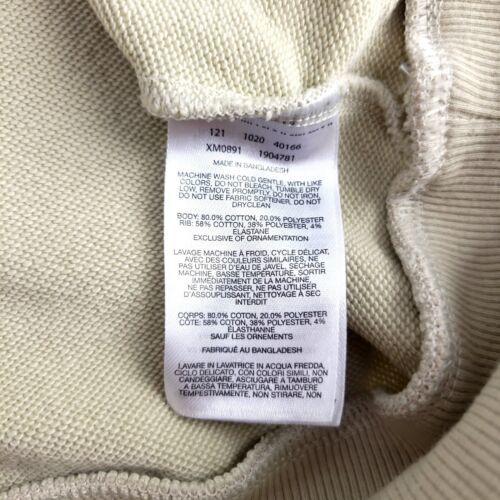 121 1020 40166
XM0891 1904781
MADE IN BANGLADESH
MACHINE WASH COLD GENTLE, WITH LIKE
COLORS, DO NOT BLEACH, TUMBLE DRY
LOW, REMOVE PROMPTLY, DO NOT IRON,
DO NOT USE FABRIC SOFTENER, DO NOT
DRYCLEAN
BODY: 80.0% COTTON, 20.0% POLYESTER
RIB: 58% COTTON, 38% POLYESTER, 4%
ELASTANE
EXCLUSIVE OF ORNAMENTATION
LAVAGE MACHINE À FROID, CYCLE DÉLICAT,
AVEC DES COULEURS SIMILAIRES, NE
PAS UTILISER D'EAU DE JAVEL, SÉCHAGE
MACHINE, BASSE TEMPÉRATURE, SORTIR
IMMÉDIATEMENT DE LA MACHINE,
NE PAS REPASSER, NE PAS UTILISER
D'ASSOUPLISSANT, NETTOYAGE À SEC
INTERDIT
CORPS: 80.0% COTON, 20.0% POLYESTER
CÔTE: 58% COTON, 38% POLYESTER, 4%
ÉLASTHANNE
SAUF LES ORNEMENTS
FABRIQUÉ AU BANGLADESH
LAVARE IN LAVATRICE IN ACQUA FREDDA,
CICLO DELICATO, CON COLORI SIMILI, NON
CANDEGGIARE, ASCIUGARE A TAMBURO
A BASSA TEMPERATURA, RIMUOVERE
TEMPESTIVAMENTE, NON STIRARE, NON